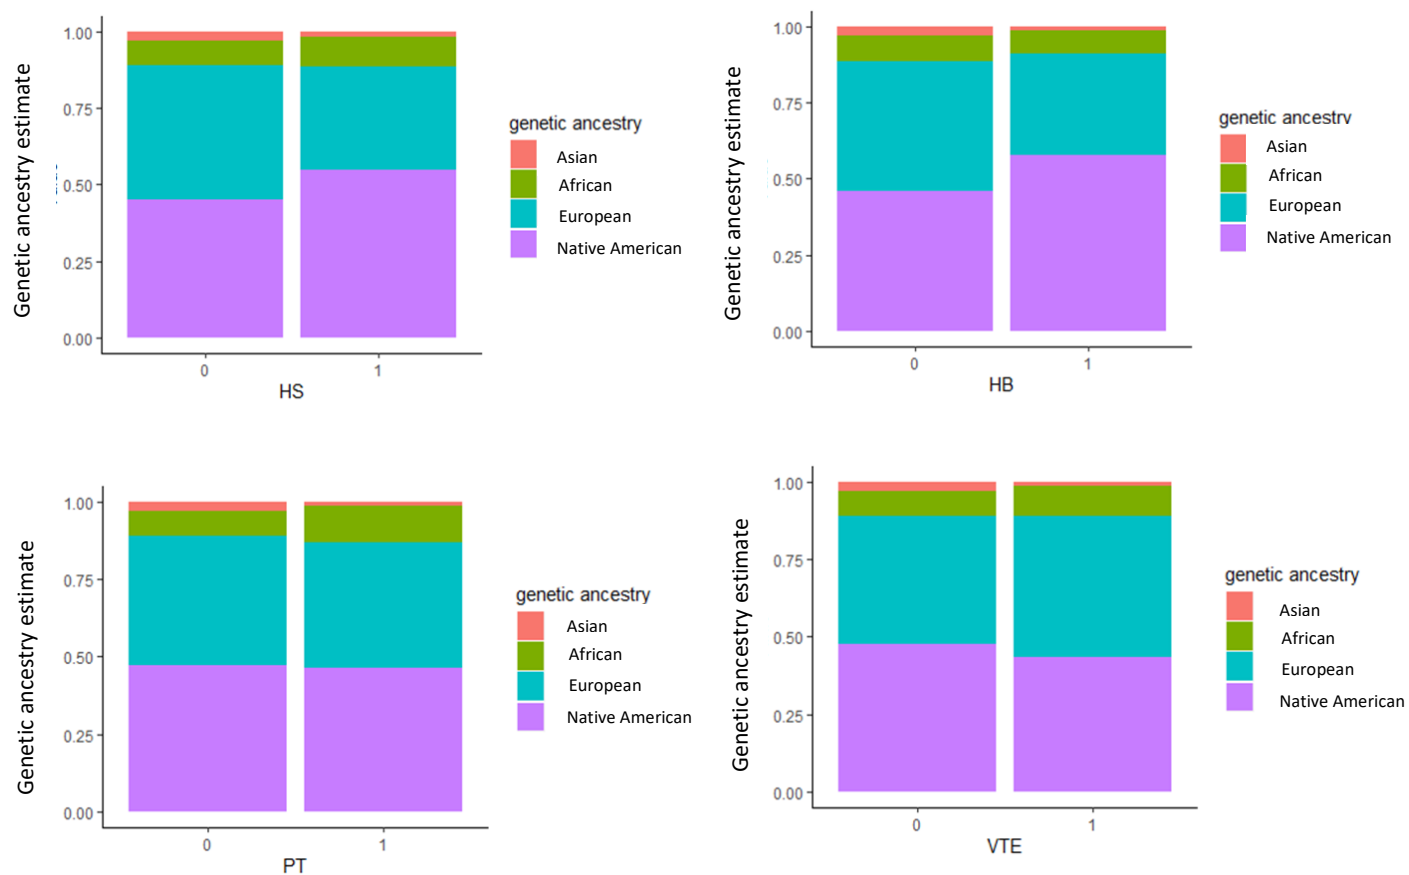 Genetic ancestry estimate
1.00
0.75
0.50
0.25
0.00
0 1
HS
genetic ancestry
Asian
African
European
Native American
Genetic ancestry estimate
1.00
0.75
0.50
0.25
0.00
0 1
HB
genetic ancestry
Asian
African
European
Native American
Genetic ancestry estimate
1.00
0.75
0.50
0.25
0.00
0 1
PT
genetic ancestry
Asian
African
European
Native American
Genetic ancestry estimate
1.00
0.75
0.50
0.25
0.00
0 1
VTE
genetic ancestry
Asian
African
European
Native American